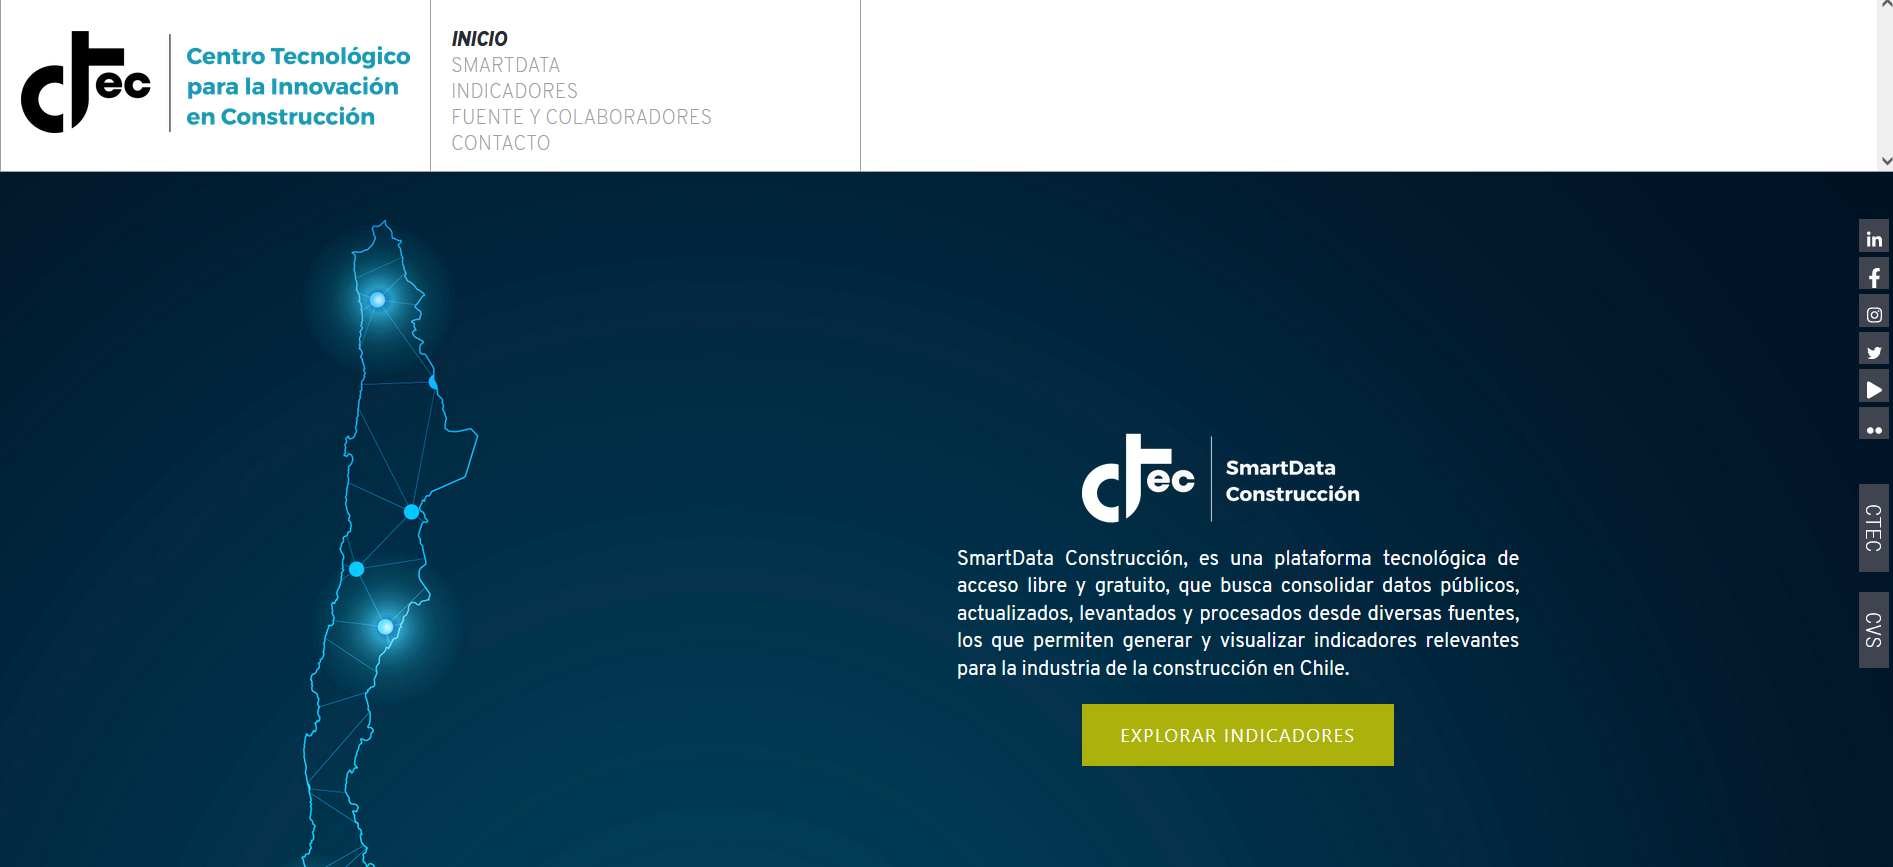 CTec
Centro Tecnológico
para la Innovación
en Construcción
INICIO
SMARTDATA
INDICADORES
FUENTE Y COLABORADORES
CONTACTO
in
f
CTec
SmartData
Construcción
SmartData Construcción, es una plataforma tecnológica de
acceso libre y gratuito, que busca consolidar datos públicos,
actualizados, levantados y procesados desde diversas fuentes,
los que permiten generar y visualizar indicadores relevantes
para la industria de la construcción en Chile.
EXPLORAR INDICADORES
CTEC
CVS